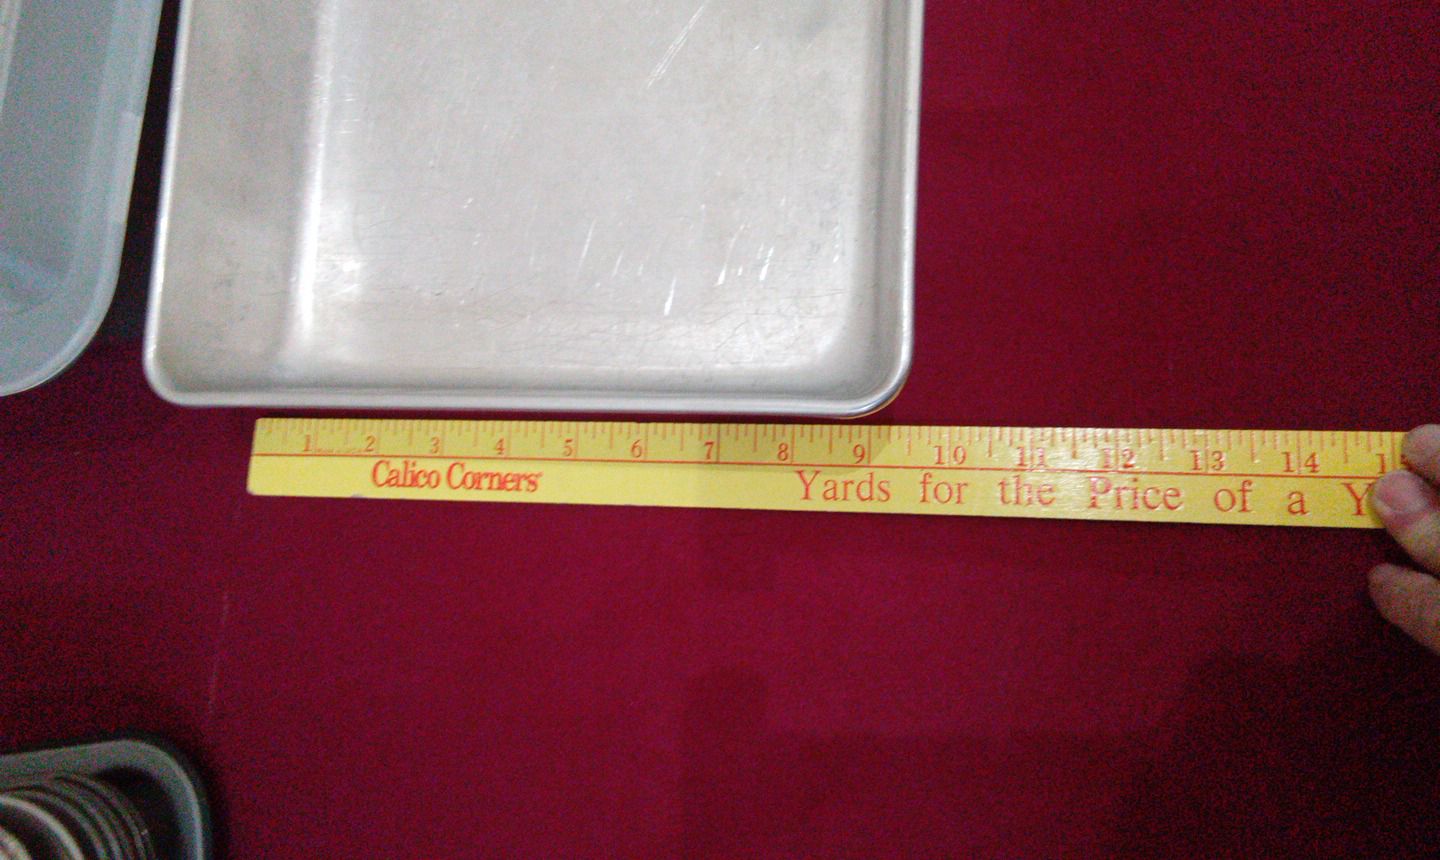 1 2 3 4 5 6 7 8 9 10 11 12 13 14
Calico Corners Yards for the Price of a